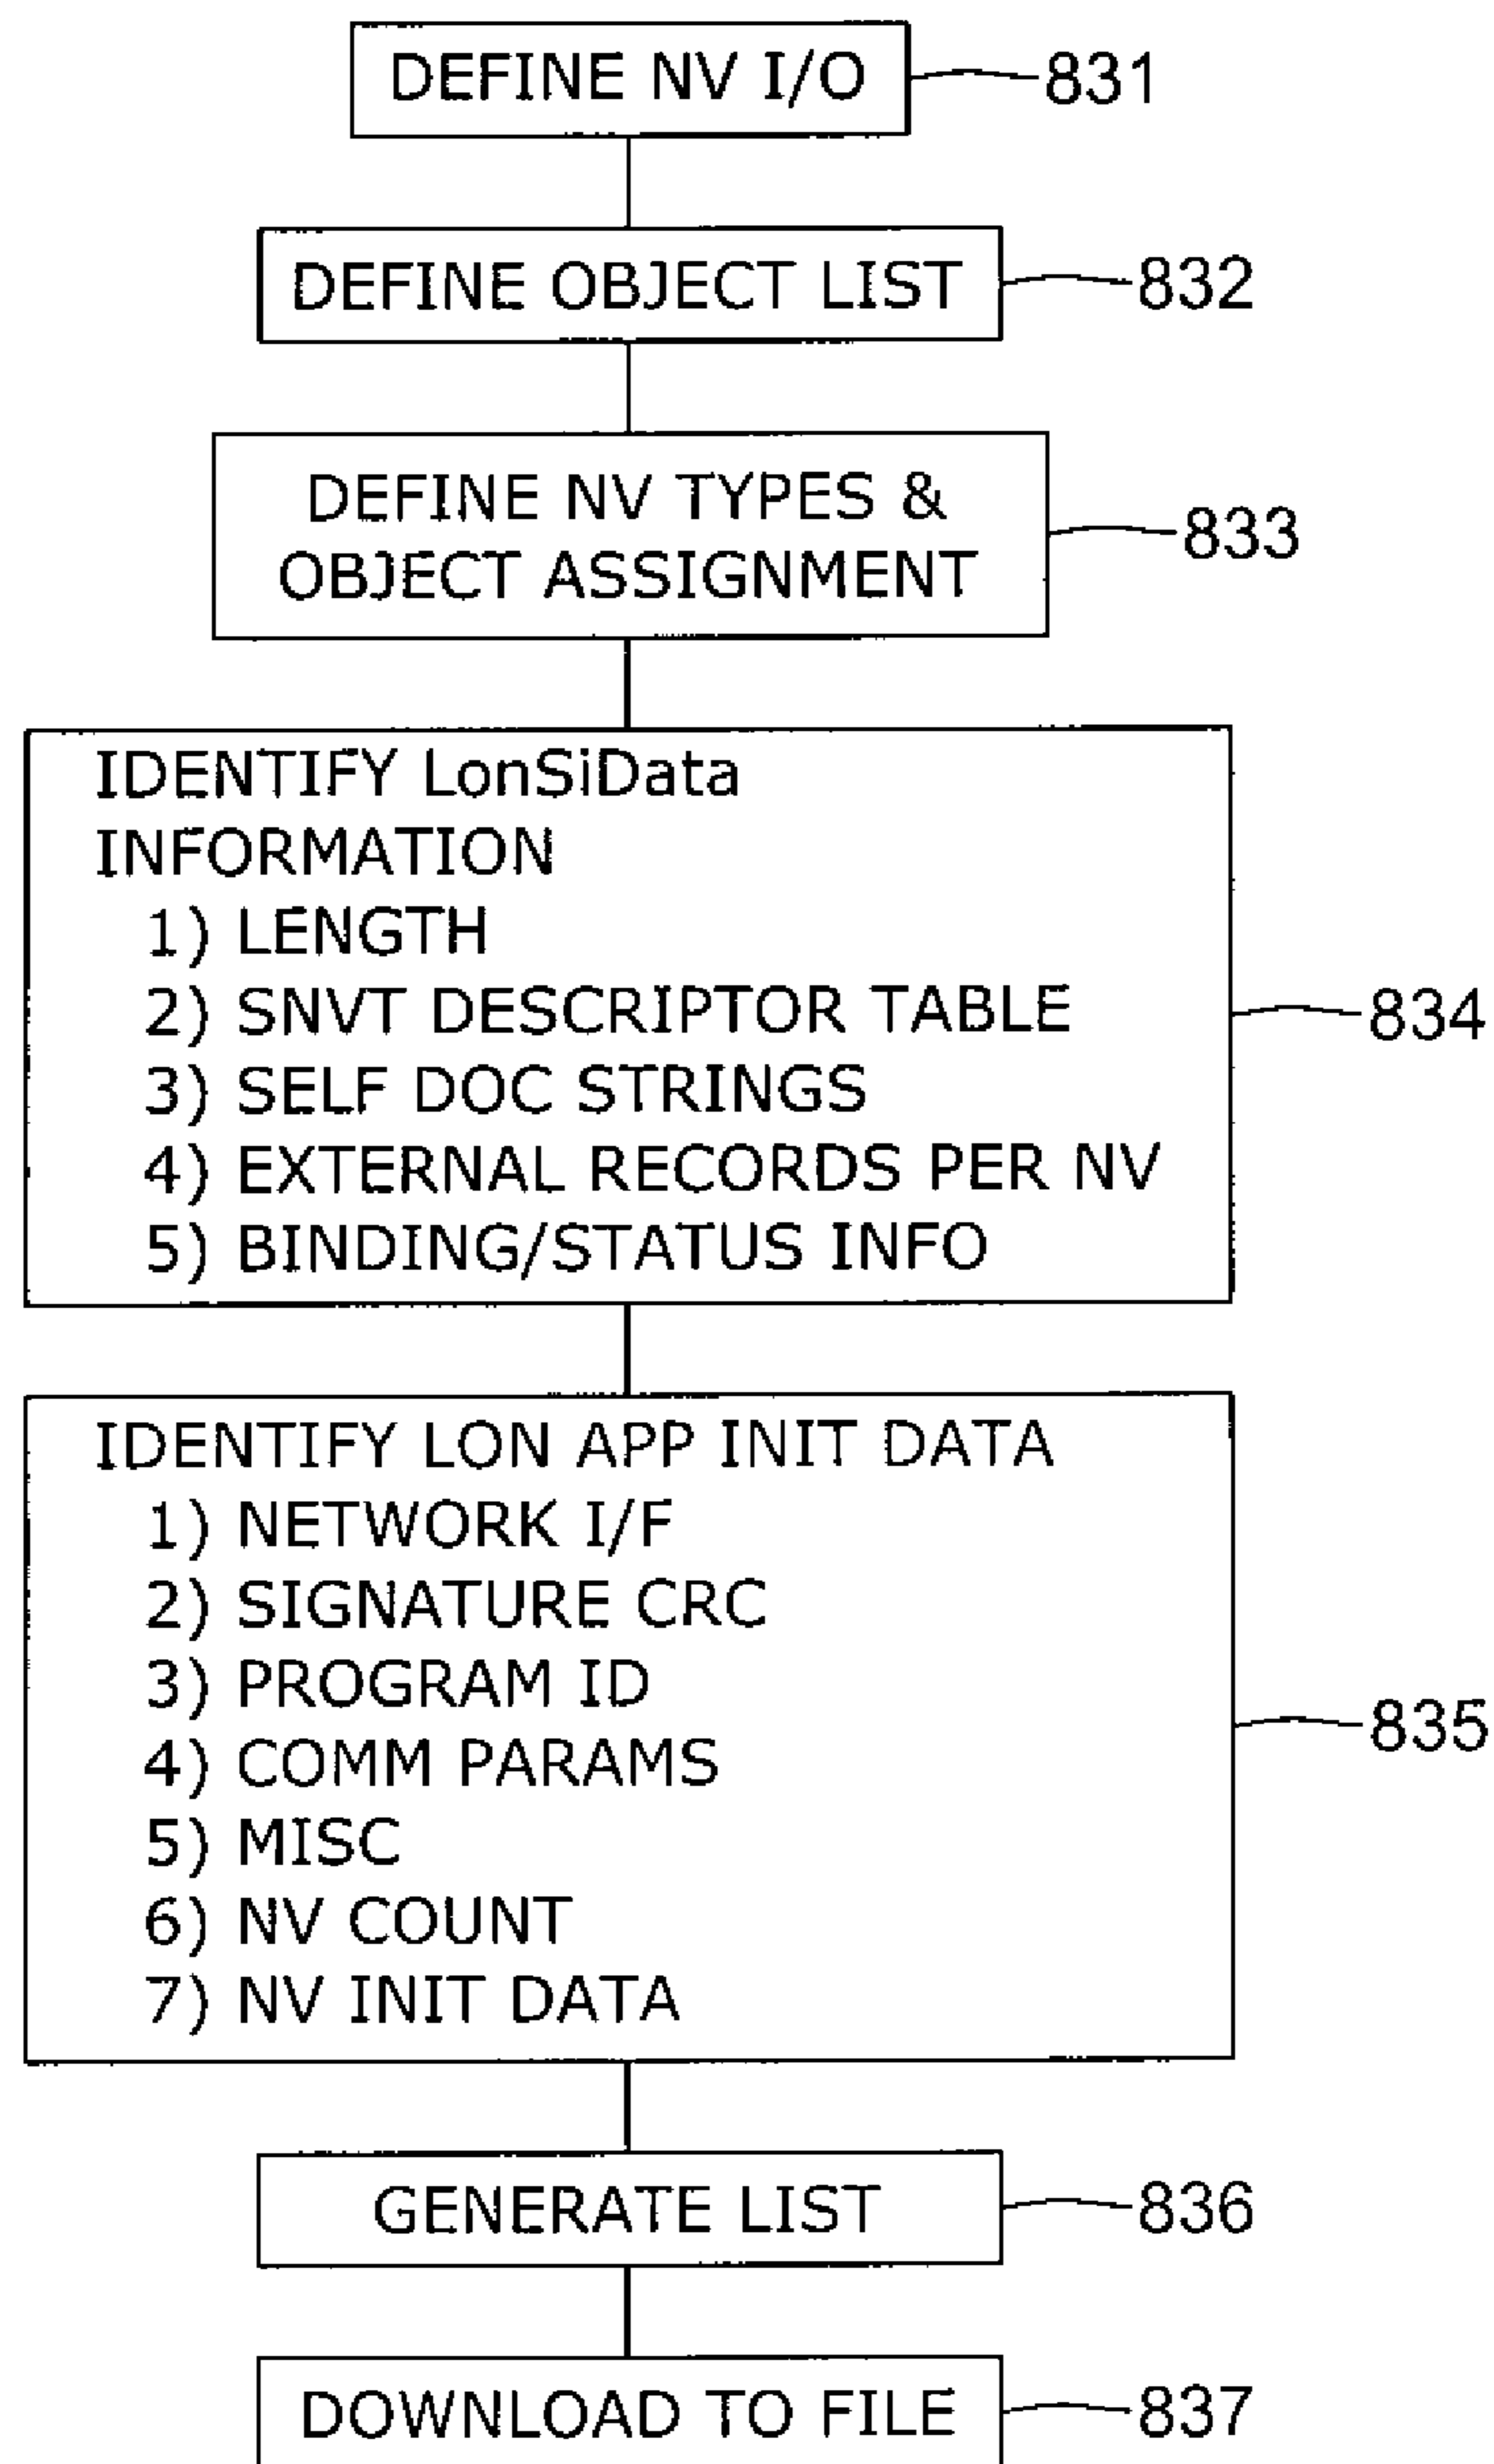 DEFINE NV I/O 831
DEFINE OBJECT LIST 832
DEFINE NV TYPES &
OBJECT ASSIGNMENT
833
IDENTIFY LonSiData
INFORMATION
1) LENGTH
2) SNVT DESCRIPTOR TABLE
3) SELF DOC STRINGS
4) EXTERNAL RECORDS PER NV
5) BINDING/STATUS INFO
834
IDENTIFY LON APP INIT DATA
1) NETWORK I/F
2) SIGNATURE CRC
3) PROGRAM ID
4) COMM PARAMS
5) MISC
6) NV COUNT
7) NV INIT DATA
835
GENERATE LIST 836
DOWNLOAD TO FILE 837